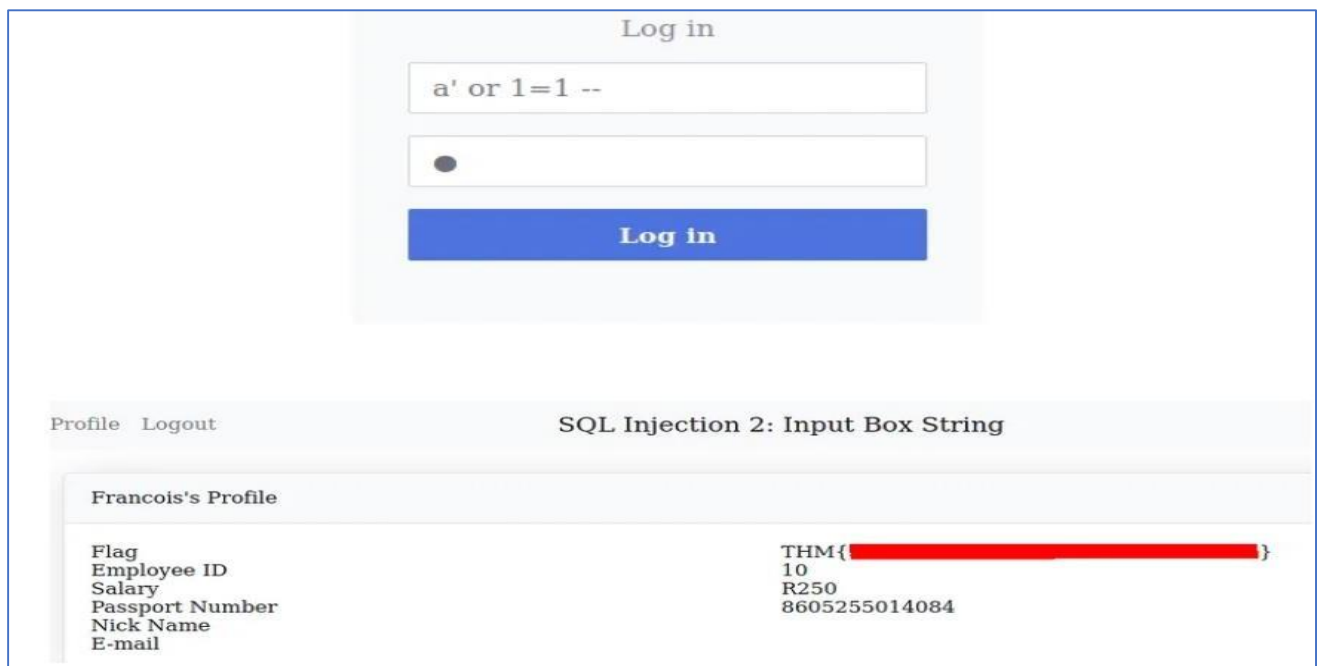 Log in
a' or 1=1 --
Log in
Profile Logout SQL Injection 2: Input Box String
Francois's Profile
Flag THM{ }
Employee ID 10
Salary R250
Passport Number 8605255014084
Nick Name
E-mail